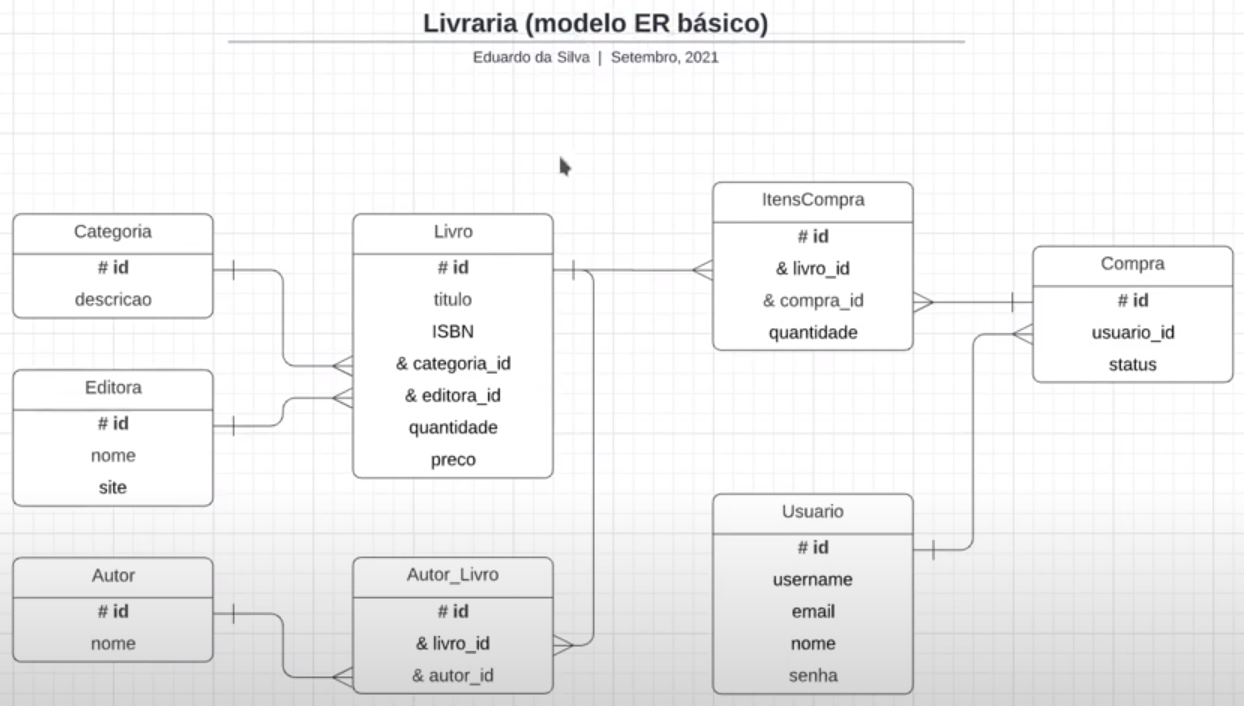 Livraria (modelo ER básico)
Eduardo da Silva | Setembro, 2021
Categoria
# id
descricao
Editora
# id
nome
site
Autor
# id
nome
Livro
# id
titulo
ISBN
& categoria_id
& editora_id
quantidade
preco
Autor_Livro
# id
& livro_id
& autor_id
ItensCompra
# id
& livro_id
& compra_id
quantidade
Usuario
# id
username
email
nome
senha
Compra
# id
usuario_id
status